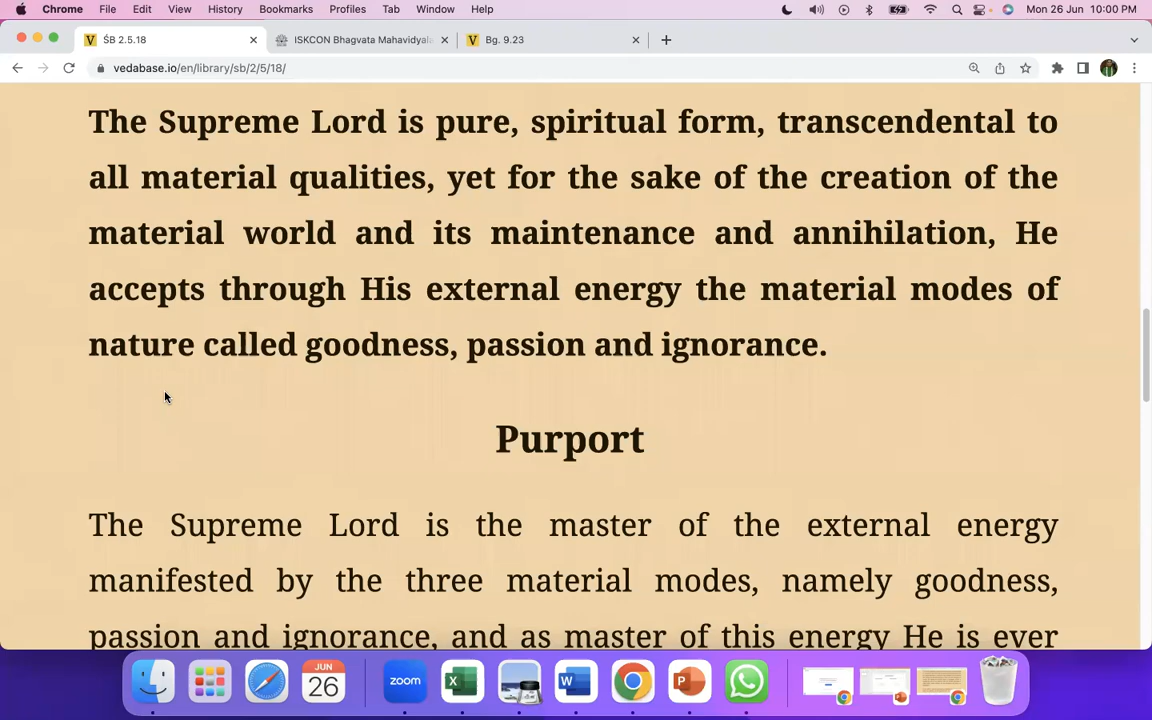 Chrome File Edit View History Bookmarks Profiles Tab Window Help Mon 26 Jun 10:00 PM
ŚB 2.5.18 ISKCON Bhagvata Mahavidyala Bg. 9.23
vedabase.io/en/library/sb/2/5/18/
The Supreme Lord is pure, spiritual form, transcendental to
all material qualities, yet for the sake of the creation of the
material world and its maintenance and annihilation, He
accepts through His external energy the material modes of
nature called goodness, passion and ignorance.
Purport
The Supreme Lord is the master of the external energy
manifested by the three material modes, namely goodness,
passion and ignorance, and as master of this energy He is ever
JUN
26
zoom
X
W
P